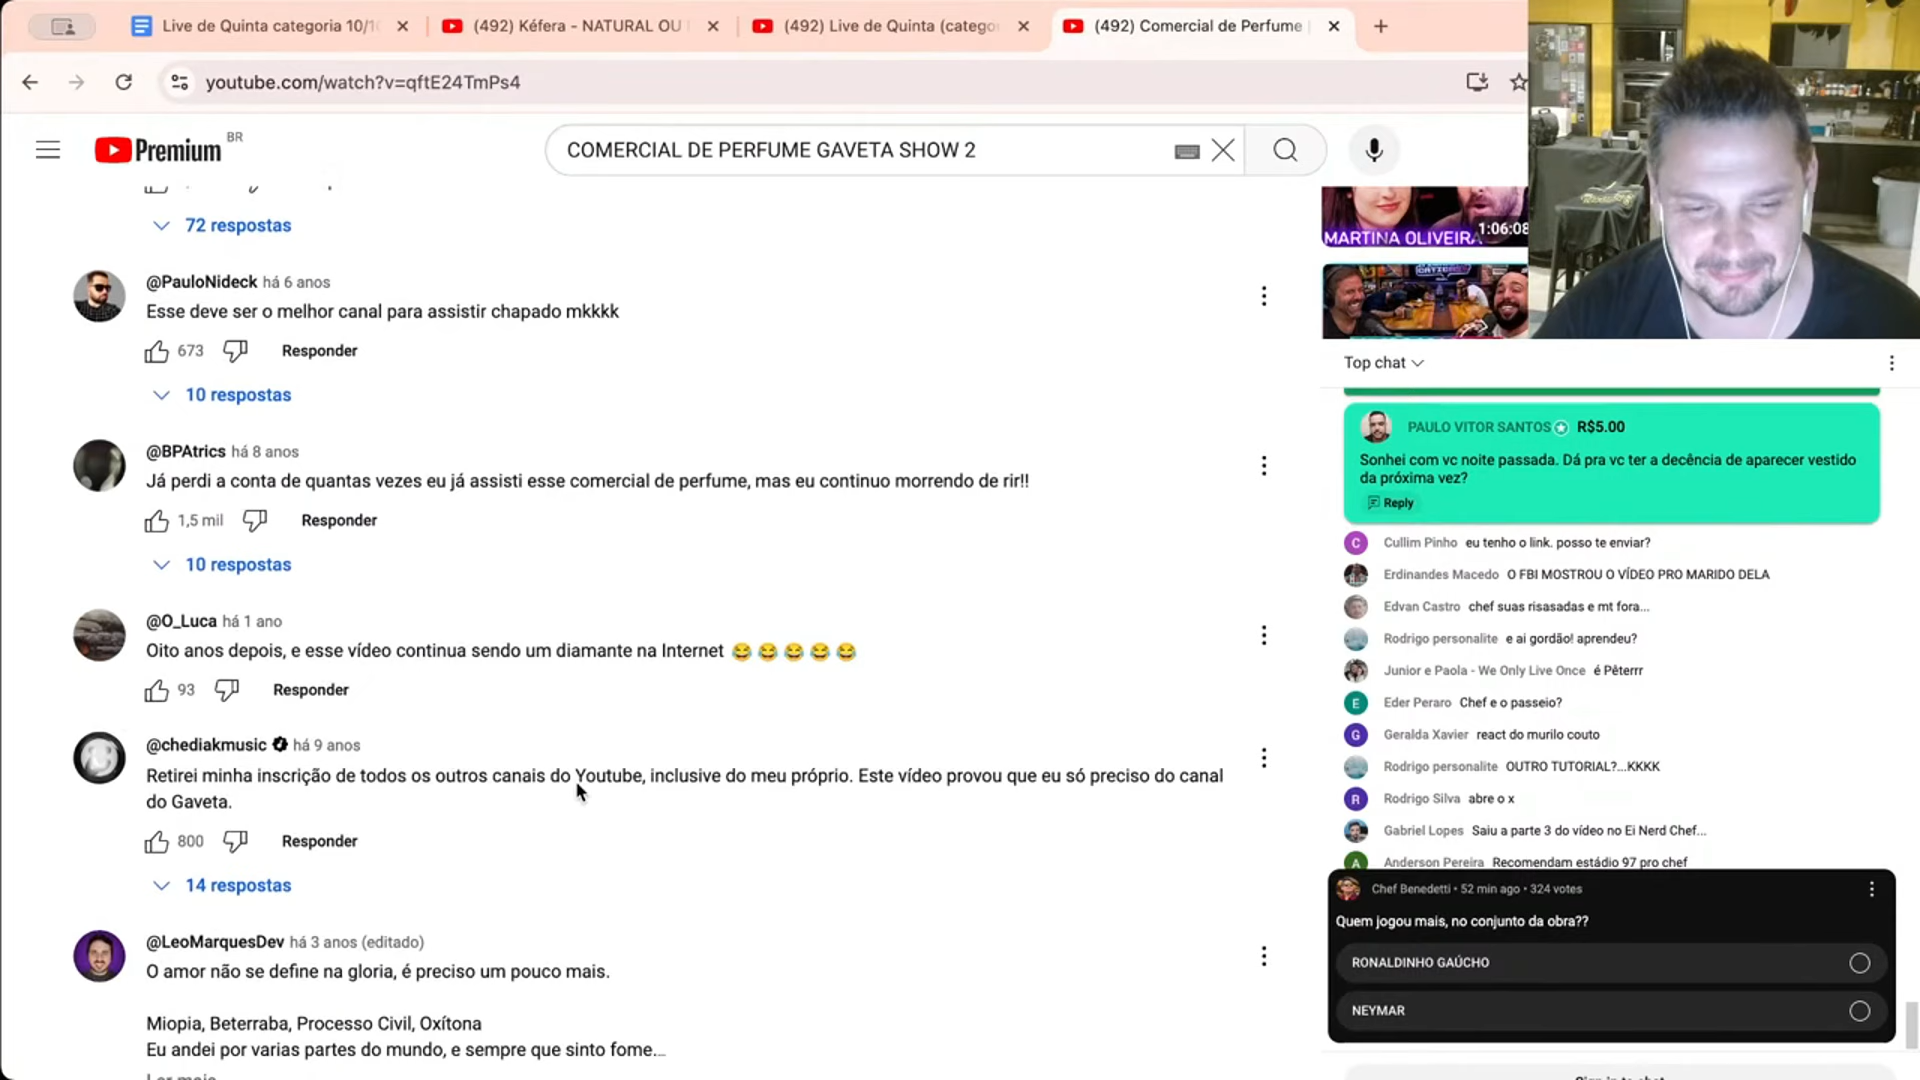 Live de Quinta categoria 10/1
(492) Kéfera - NATURAL OU
(492) Live de Quinta (catego
(492) Comercial de Perfume
youtube.com/watch?v=qftE24TmPs4
Premium BR
COMERCIAL DE PERFUME GAVETA SHOW 2
72 respostas
@PauloNideck há 6 anos
Esse deve ser o melhor canal para assistir chapado mkkkk
673 Responder
10 respostas
@BPAtrics há 8 anos
Já perdi a conta de quantas vezes eu já assisti esse comercial de perfume, mas eu continuo morrendo de rir!!
1,5 mil Responder
10 respostas
@O_Luca há 1 ano
Oito anos depois, e esse vídeo continua sendo um diamante na Internet 😂 😂 😂 😂 😂
93 Responder
@chediakmusic há 9 anos
Retirei minha inscrição de todos os outros canais do Youtube, inclusive do meu próprio. Este vídeo provou que eu só preciso do canal
do Gaveta.
800 Responder
14 respostas
@LeoMarquesDev há 3 anos (editado)
O amor não se define na gloria, é preciso um pouco mais.
Miopia, Beterraba, Processo Civil, Oxítona
Eu andei por varias partes do mundo, e sempre que sinto fome...
Ler mais
MARTINA OLIVEIRA
1:06:08
Top chat
PAULO VITOR SANTOS R$5.00
Sonhei com vc noite passada. Dá pra vc ter a decência de aparecer vestido
da próxima vez?
Reply
C Cullim Pinho eu tenho o link. posso te enviar?
Erdinandes Macedo O FBI MOSTROU O VÍDEO PRO MARIDO DELA
Edvan Castro chef suas risasadas e mt fora...
Rodrigo personalite e ai gordão! aprendeu?
Junior e Paola - We Only Live Once é Pêterrr
E Eder Peraro Chef e o passeio?
G Geralda Xavier react do murilo couto
Rodrigo personalite OUTRO TUTORIAL?...KKKK
R Rodrigo Silva abre o x
Gabriel Lopes Saiu a parte 3 do vídeo no Ei Nerd Chef...
A Anderson Pereira Recomendam estádio 97 pro chef
Chef Benedetti • 52 min ago • 324 votes
Quem jogou mais, no conjunto da obra??
RONALDINHO GAÚCHO
NEYMAR
Sign in to chat